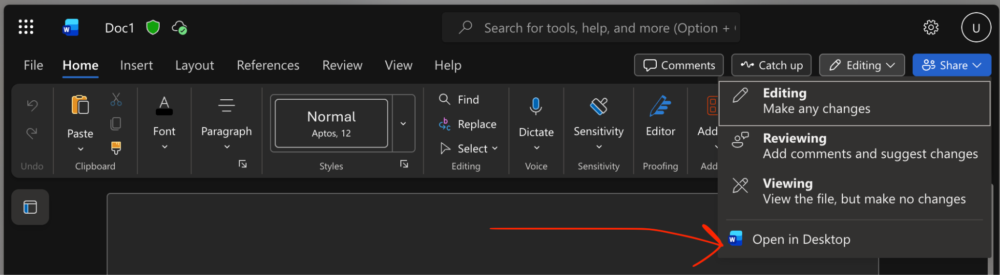 Doc1
Search for tools, help, and more (Option +
U
File
Home
Insert
Layout
References
Review
View
Help
Comments
Catch up
Editing
Share
Undo
Paste
Clipboard
Font
Paragraph
Normal
Aptos, 12
Styles
Find
Replace
Select
Editing
Dictate
Voice
Sensitivity
Sensitivity
Editor
Proofing
Add
Add
Editing
Make any changes
Reviewing
Add comments and suggest changes
Viewing
View the file, but make no changes
Open in Desktop